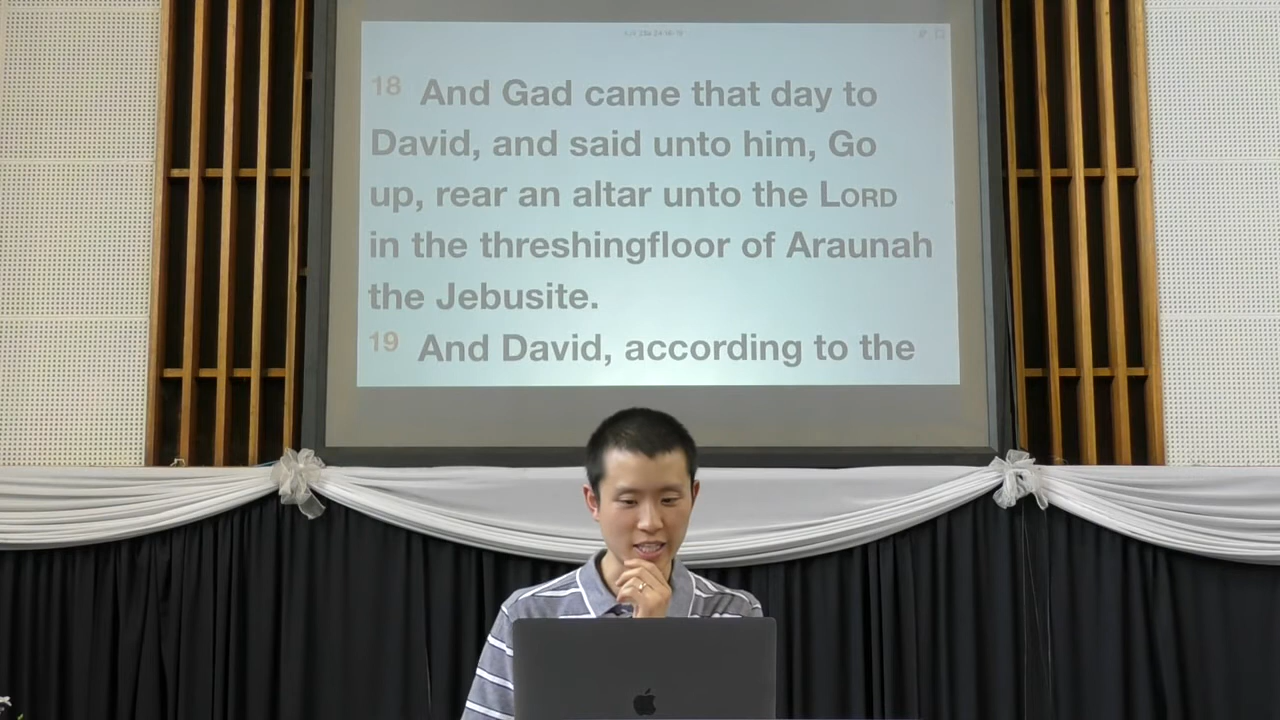 18 And Gad came that day to
David, and said unto him, Go
up, rear an altar unto the LORD
in the threshingfloor of Araunah
the Jebusite.
19 And David, according to the